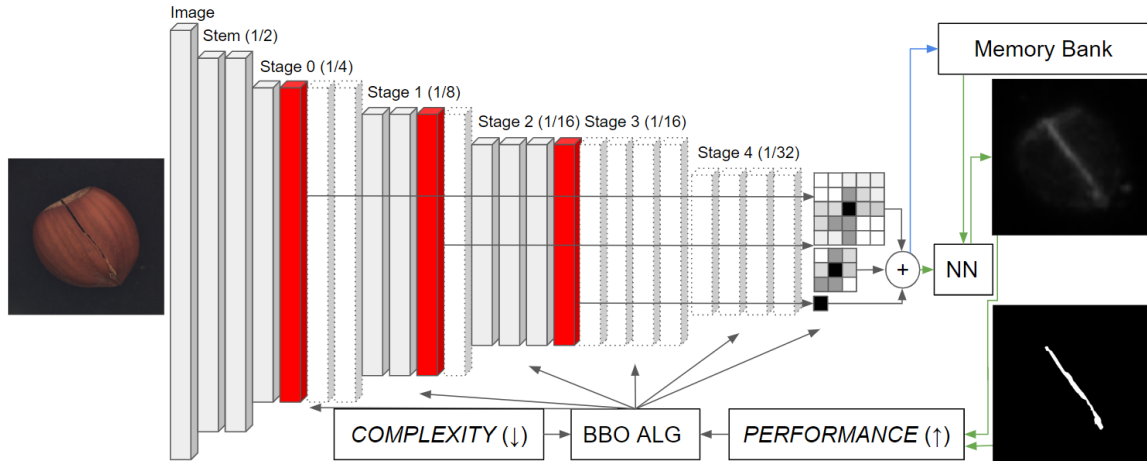 Image
Stem (1/2)
Stage 0 (1/4)
Stage 1 (1/8)
Stage 2 (1/16) Stage 3 (1/16)
Stage 4 (1/32)
Memory Bank
+
NN
COMPLEXITY (↓)
BBO ALG
PERFORMANCE (↑)